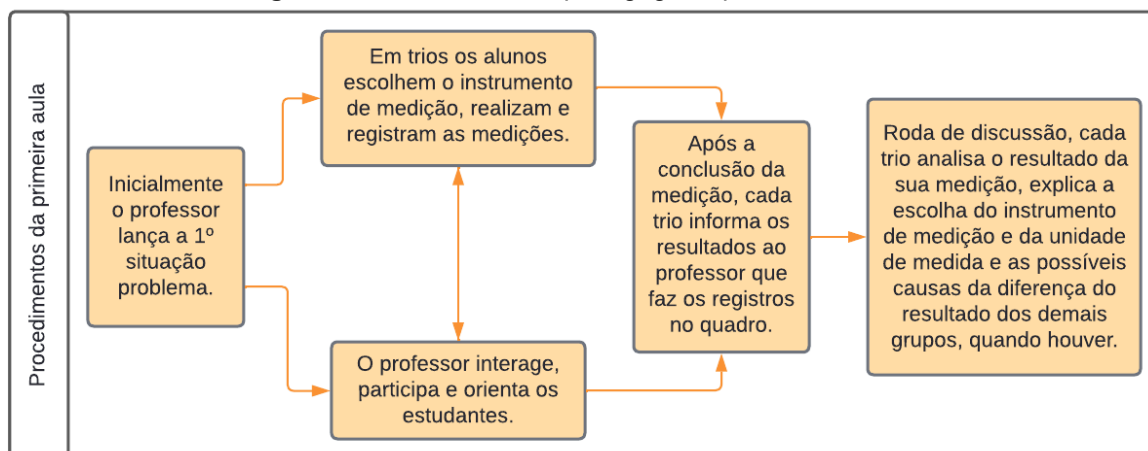 Procedimentos da primeira aula
Inicialmente
o professor
lança a 1º
situação
problema.
Em trios os alunos
escolhem o instrumento
de medição, realizam e
registram as medições.
O professor interage,
participa e orienta os
estudantes.
Após a
conclusão da
medição, cada
trio informa os
resultados ao
professor que
faz os registros
no quadro.
Roda de discussão, cada
trio analisa o resultado da
sua medição, explica a
escolha do instrumento
de medição e da unidade
de medida e as possíveis
causas da diferença do
resultado dos demais
grupos, quando houver.